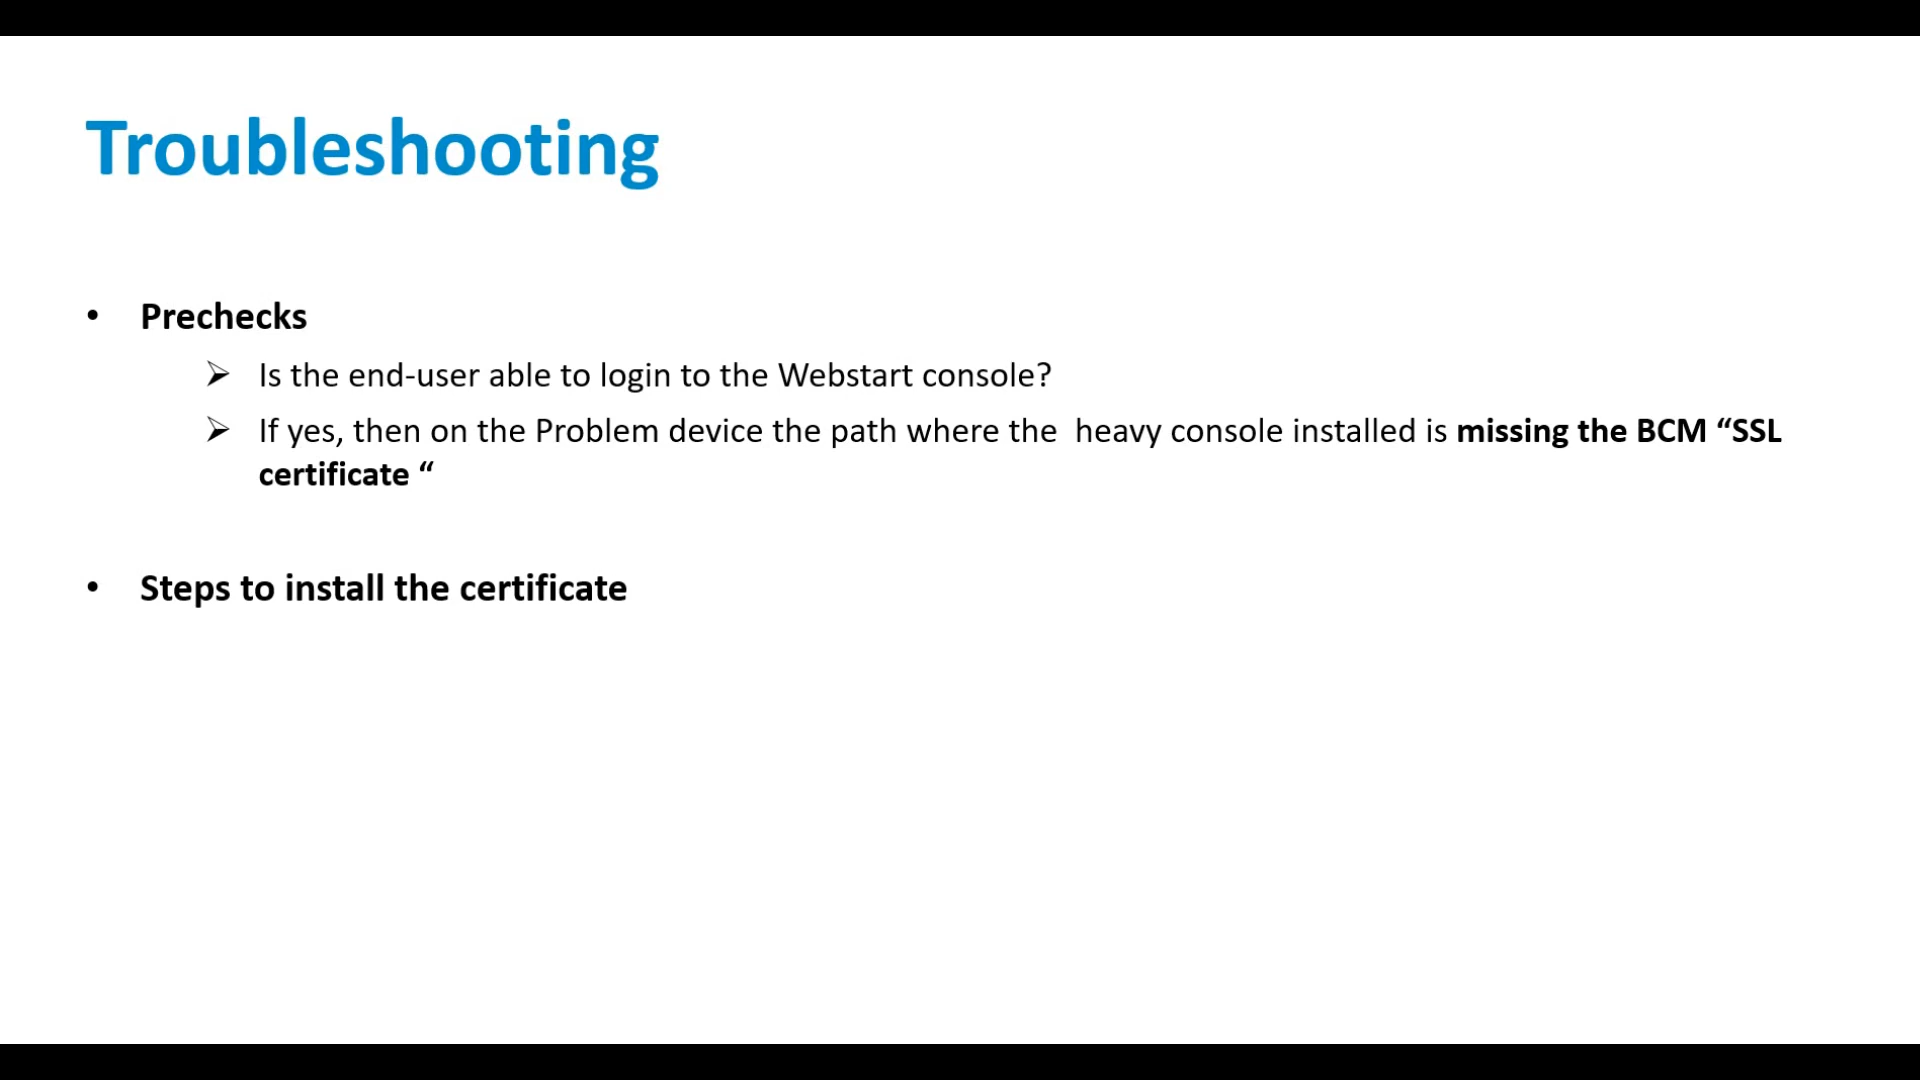 Troubleshooting
• Prechecks
➢ Is the end-user able to login to the Webstart console?
➢ If yes, then on the Problem device the path where the  heavy console installed is missing the BCM “SSL
certificate “
• Steps to install the certificate